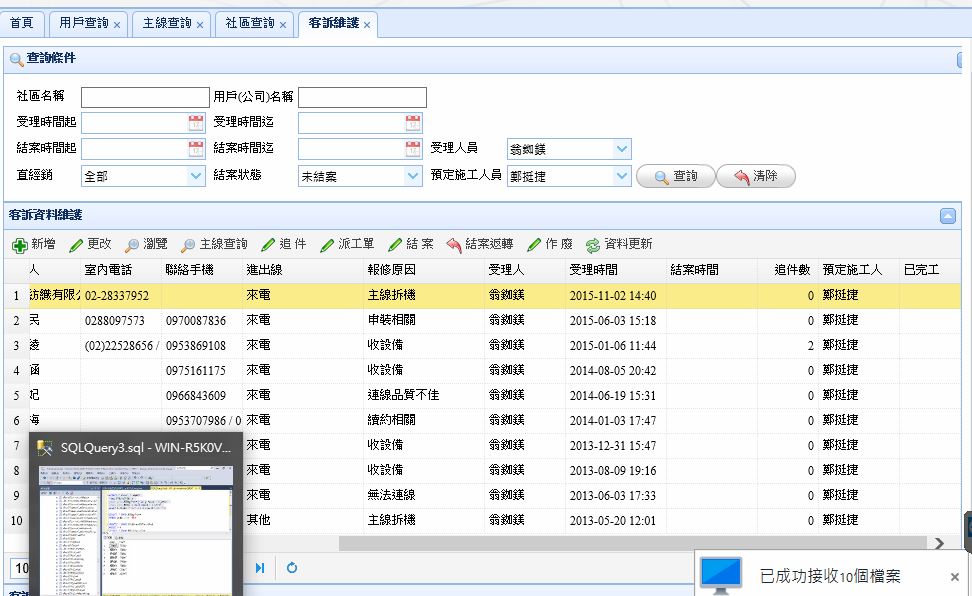 首頁 用戶查詢 × 主線查詢 × 社區查詢 × 客訴維護 ×
查詢條件
社區名稱 用戶(公司)名稱
受理時間起 受理時間迄
結案時間起 結案時間迄 受理人員 翁銣鎂
直經銷 全部 結案狀態 未結案 預定施工人員 鄭挺捷 查詢 清除
客訴資料維護
新增 更改 瀏覽 主線查詢 追 件 派工單 結 案 結案返轉 作 廢 資料更新
人 室內電話 聯絡手機 進出線 報修原因 受理人 受理時間 結案時間 追件數 預定施工人 已完工
1 紡織有限公 02-28337952 來電 主線拆機 翁銣鎂 2015-11-02 14:40 0 鄭挺捷
2 民 0288097573 0970087836 來電 申裝相關 翁銣鎂 2015-06-03 15:18 0 鄭挺捷
3 (02)22528656 / 0953869108 來電 收設備 翁銣鎂 2015-01-06 11:44 2 鄭挺捷
4 涵 0975161175 來電 收設備 翁銣鎂 2014-08-05 20:42 0 鄭挺捷
5 妃 0966843609 來電 連線品質不佳 翁銣鎂 2014-06-19 15:31 0 鄭挺捷
6 海 0953707986 / 0 來電 續約相關 翁銣鎂 2014-01-03 17:47 0 鄭挺捷
7 來電 收設備 翁銣鎂 2013-12-31 15:47 0 鄭挺捷
8 來電 收設備 翁銣鎂 2013-08-09 19:16 0 鄭挺捷
9 來電 無法連線 翁銣鎂 2013-06-03 17:33 0 鄭挺捷
10 其他 主線拆機 翁銣鎂 2013-05-20 12:01 0 鄭挺捷
SQLQuery3.sql - WIN-R5K0V...
10
已成功接收10個檔案 ×